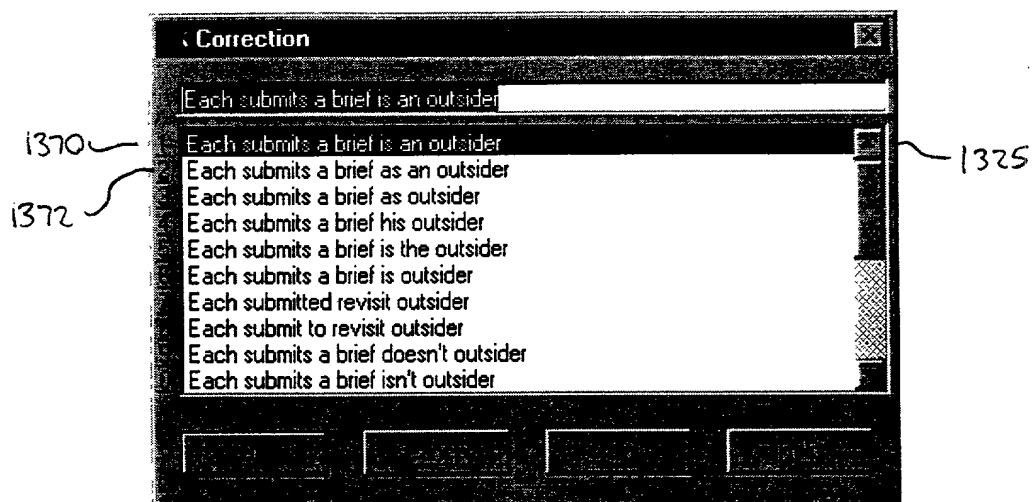 Correction
Each submits a brief is an outsider
1370
Each submits a brief is an outsider
1325
1372
Each submits a brief as an outsider
Each submits a brief as outsider
Each submits a brief his outsider
Each submits a brief is the outsider
Each submits a brief is outsider
Each submitted revisit outsider
Each submit to revisit outsider
Each submits a brief doesn't outsider
Each submits a brief isn't outsider